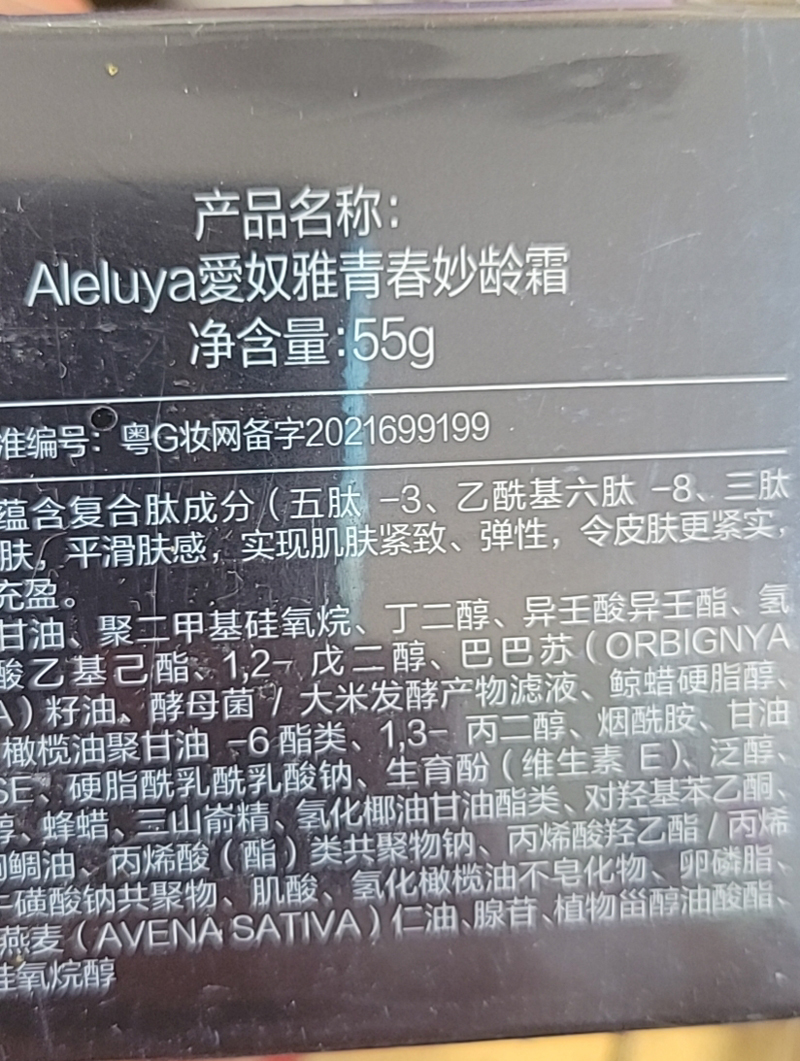 产品名称：
Aleluya愛奴雅青春妙龄霜
净含量:55g
准编号：粤G妆网备字2021699199
蕴含复合肽成分（五肽 -3、乙酰基六肽 -8、三肽
肤，平滑肤感，实现肌肤紧致、弹性，令皮肤更紧实，
充盈。
甘油、聚二甲基硅氧烷、丁二醇、异壬酸异壬酯、氢
酸乙基己酯、1,2- 戊二醇、巴巴苏（ORBIGNYA
A）籽油、酵母菌 / 大米发酵产物滤液、鲸蜡硬脂醇、
橄榄油聚甘油 -6 酯类、1,3- 丙二醇、烟酰胺、甘油
SE、硬脂酰乳酰乳酸钠、生育酚（维生素 E）、泛醇、
醇、蜂蜡、三山嵛精、氢化椰油甘油酯类、对羟基苯乙酮、
鲷油、丙烯酸（酯）类共聚物钠、丙烯酸羟乙酯 / 丙烯
磺酸钠共聚物、肌酸、氢化橄榄油不皂化物、卵磷脂、
燕麦（AVENA SATIVA）仁油、腺苷、植物甾醇油酸酯、
硅氧烷醇